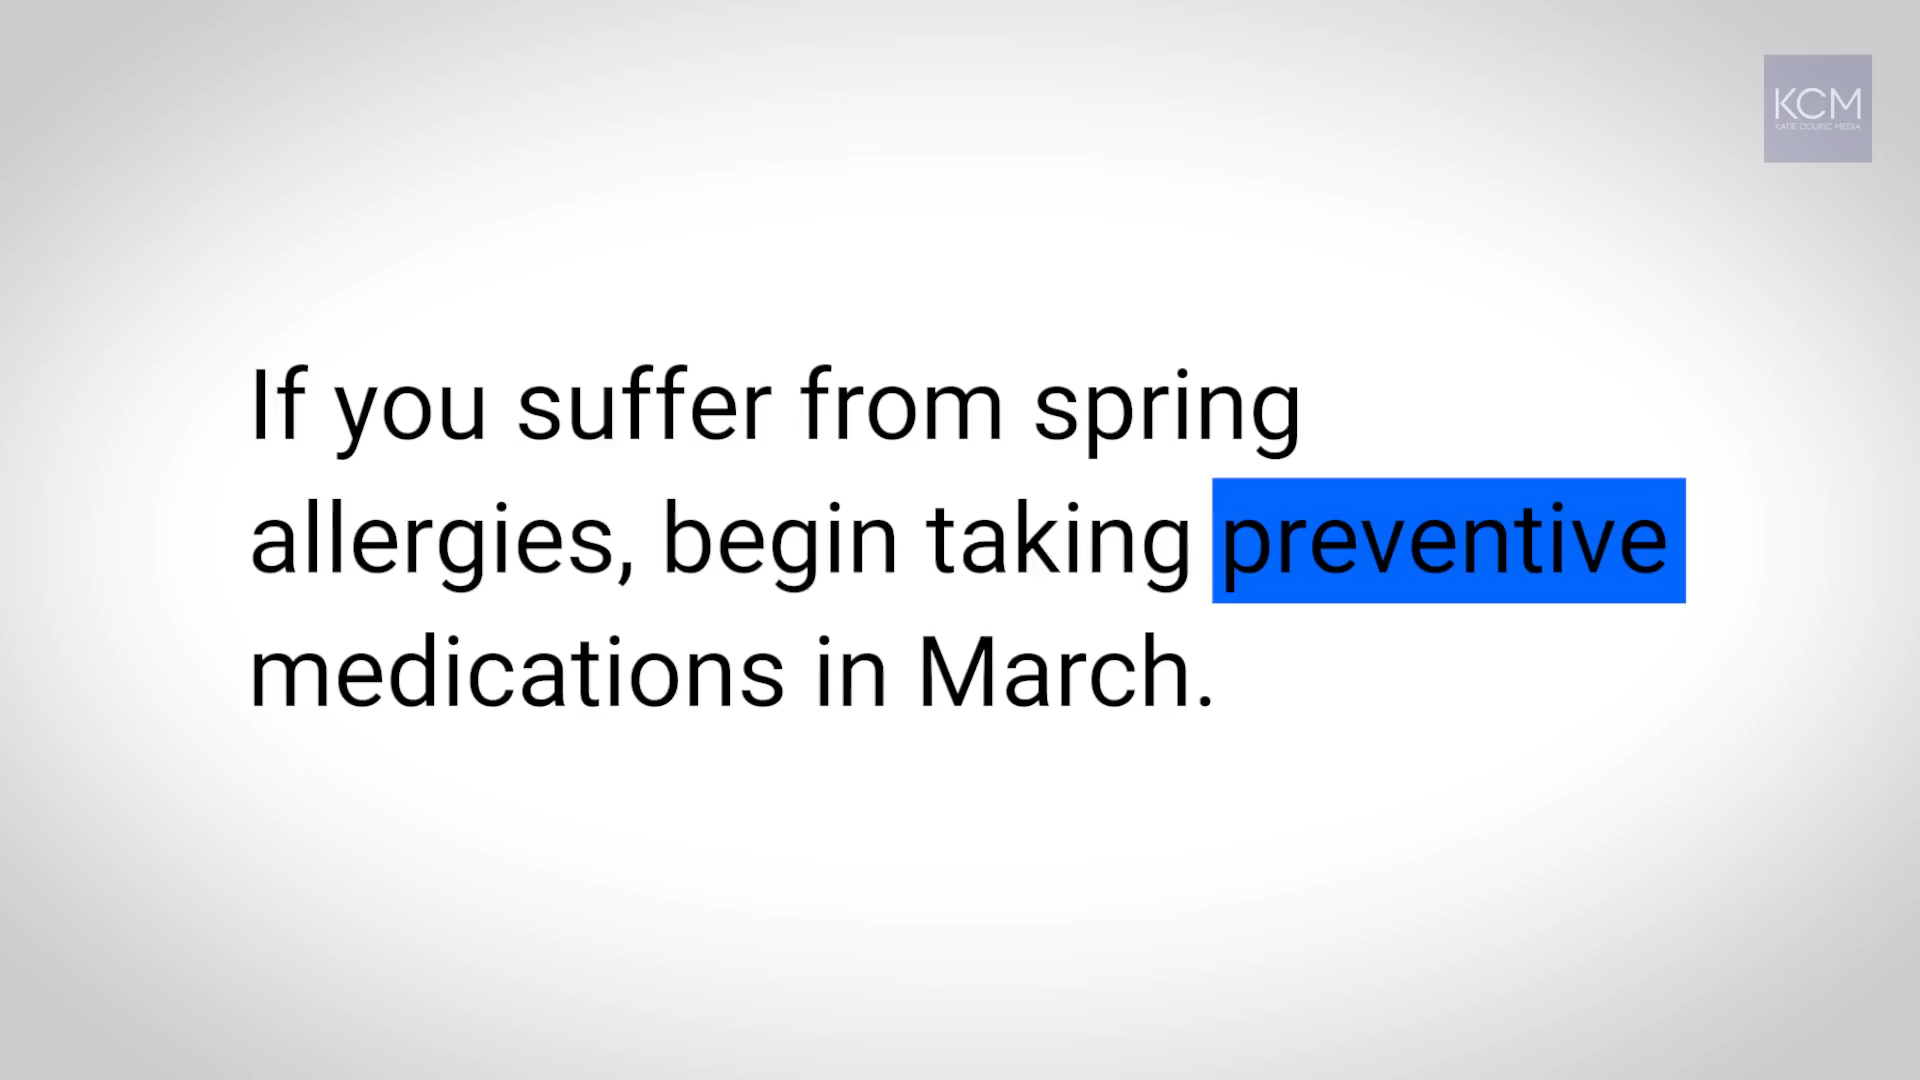 KCM
KATIE COURIC MEDIA
If you suffer from spring
allergies, begin taking preventive
medications in March.